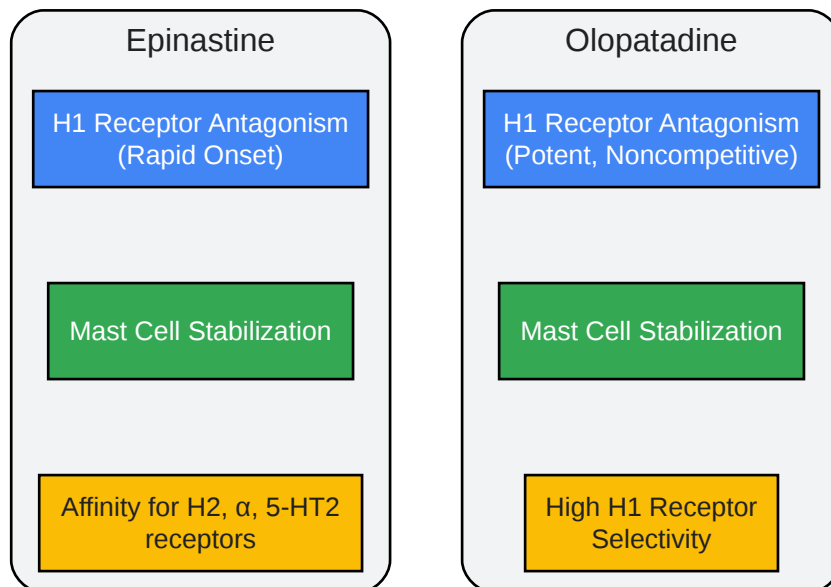 Epinastine
H1 Receptor Antagonism
(Rapid Onset)
Mast Cell Stabilization
Affinity for H2, α, 5-HT2
receptors
Olopatadine
H1 Receptor Antagonism
(Potent, Noncompetitive)
Mast Cell Stabilization
High H1 Receptor
Selectivity